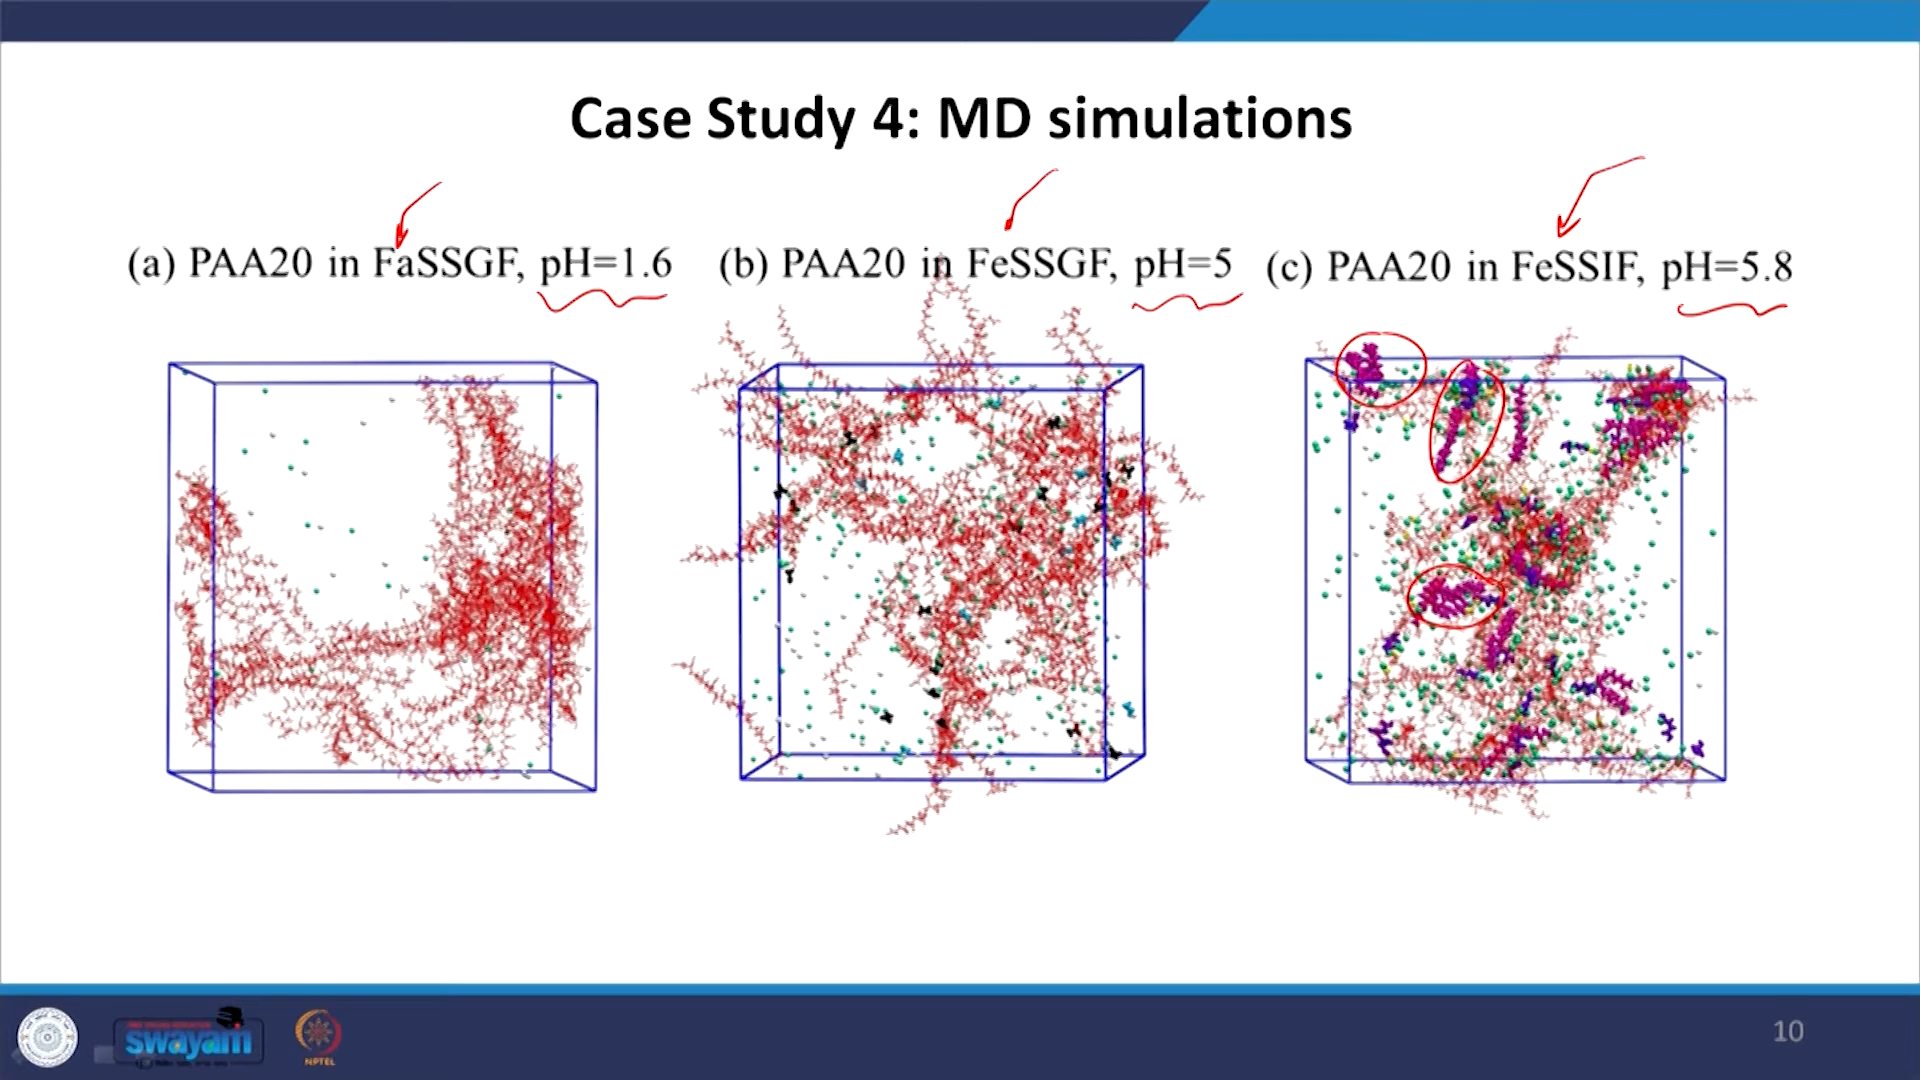 Case Study 4: MD simulations
(a) PAA20 in FaSSGF, pH=1.6
(b) PAA20 in FeSSGF, pH=5
(c) PAA20 in FeSSIF, pH=5.8
swayam
NPTEL
10